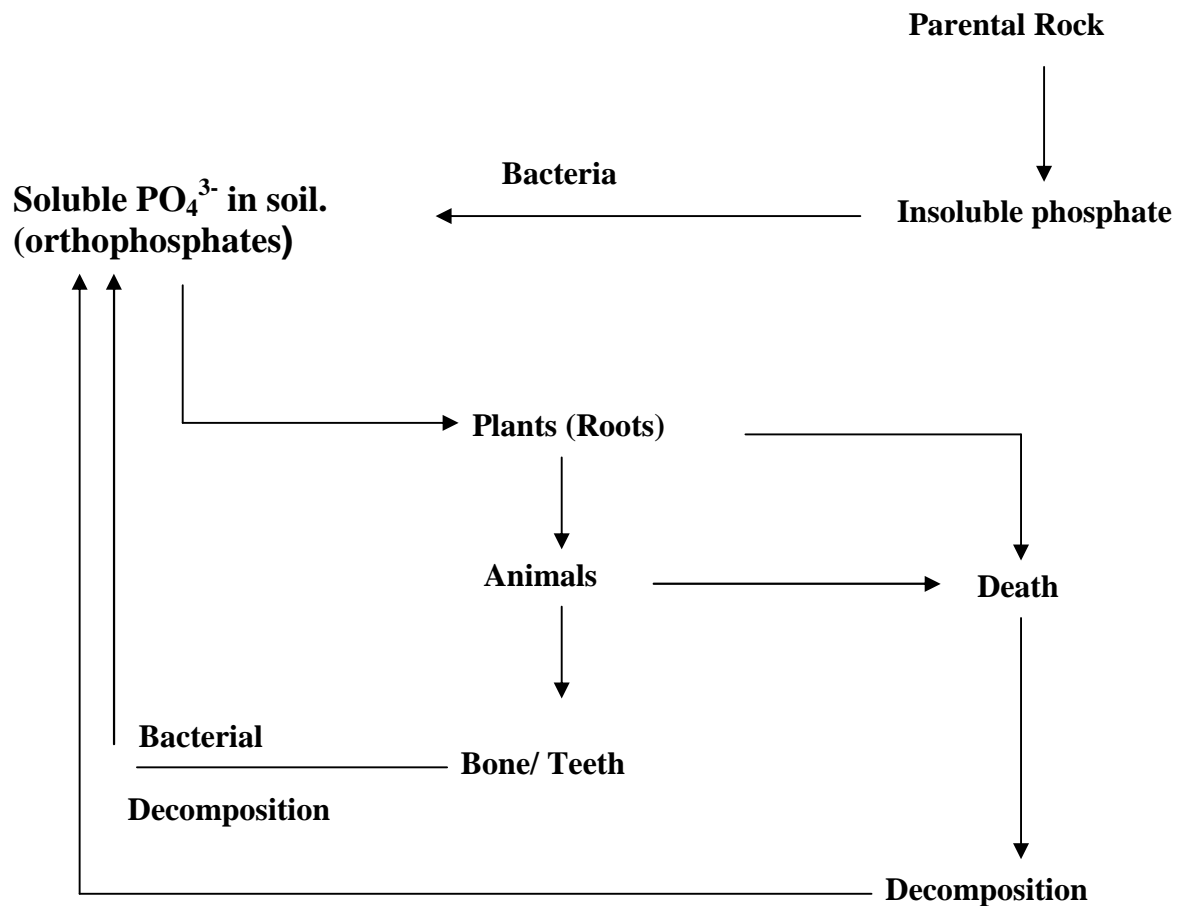 Parental Rock
Bacteria
Soluble PO₄³⁻ in soil.
(orthophosphates)
Insoluble phosphate
Plants (Roots)
Animals
Death
Bacterial
Bone/ Teeth
Decomposition
Decomposition